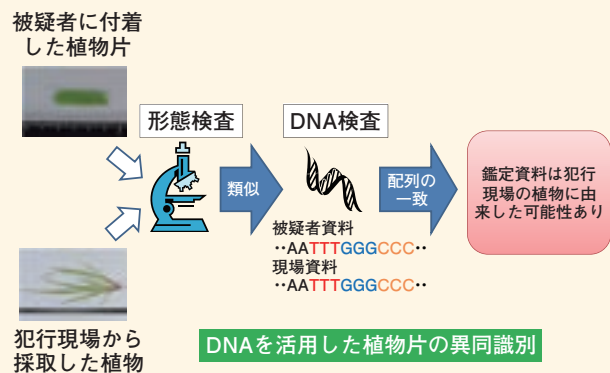 被疑者に付着
した植物片
形態検査
DNA検査
類似
配列の
一致
鑑定資料は犯行
現場の植物に由
来した可能性あり
被疑者資料
‥AATTTGGGCCC‥
現場資料
‥AATTTGGGCCC‥
犯行現場から
採取した植物
DNAを活用した植物片の異同識別